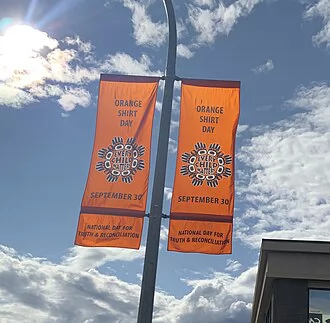 ORANGE
SHIRT
DAY
EVERY
CHILD
MATTERS
SEPTEMBER 30
NATIONAL DAY FOR
TRUTH & RECONCILIATION
ORANGE
SHIRT
DAY
EVERY
CHILD
MATTERS
SEPTEMBER 30
NATIONAL DAY FOR
TRUTH & RECONCILIATION